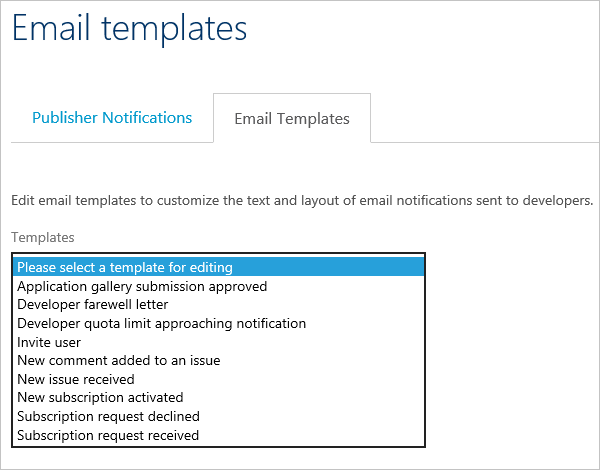 Email templates
Publisher Notifications
Email Templates
Edit email templates to customize the text and layout of email notifications sent to developers.
Templates
Please select a template for editing
Application gallery submission approved
Developer farewell letter
Developer quota limit approaching notification
Invite user
New comment added to an issue
New issue received
New subscription activated
Subscription request declined
Subscription request received